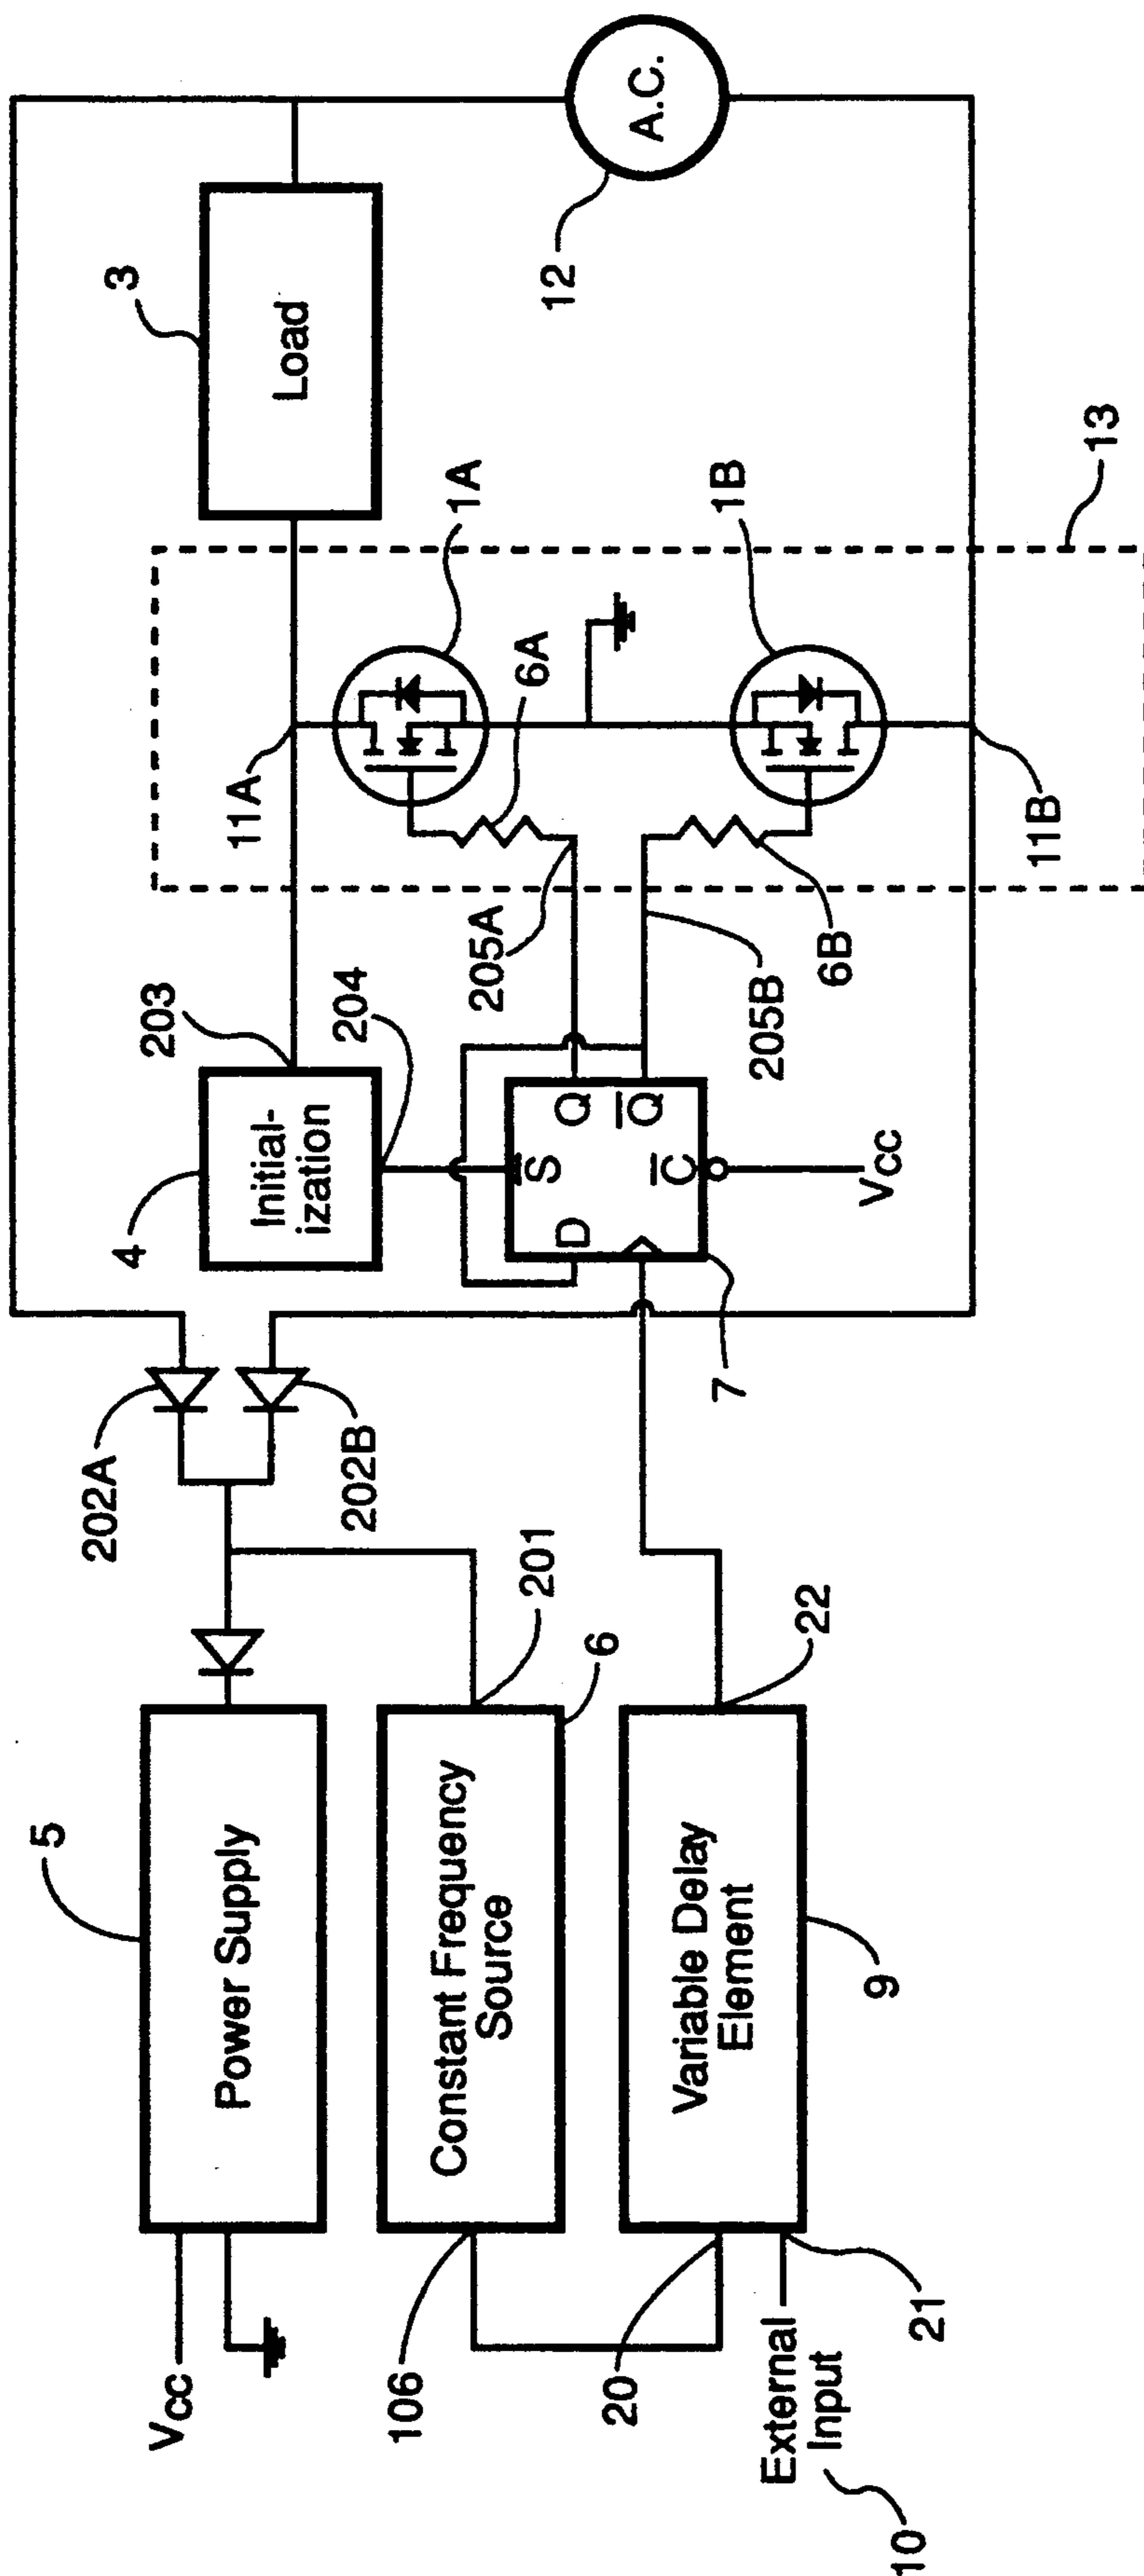 Vcc
5
Power Supply
202A
202B
4
Initial-
ization
203
204
3
Load
11A
1A
6A
12
A.C.
106
Constant Frequency
Source
201
6
D
S̅
Q
Q̅
C̅
7
Vcc
205A
205B
6B
1B
11B
13
20
External
Input
10
21
Variable Delay
Element
9
22